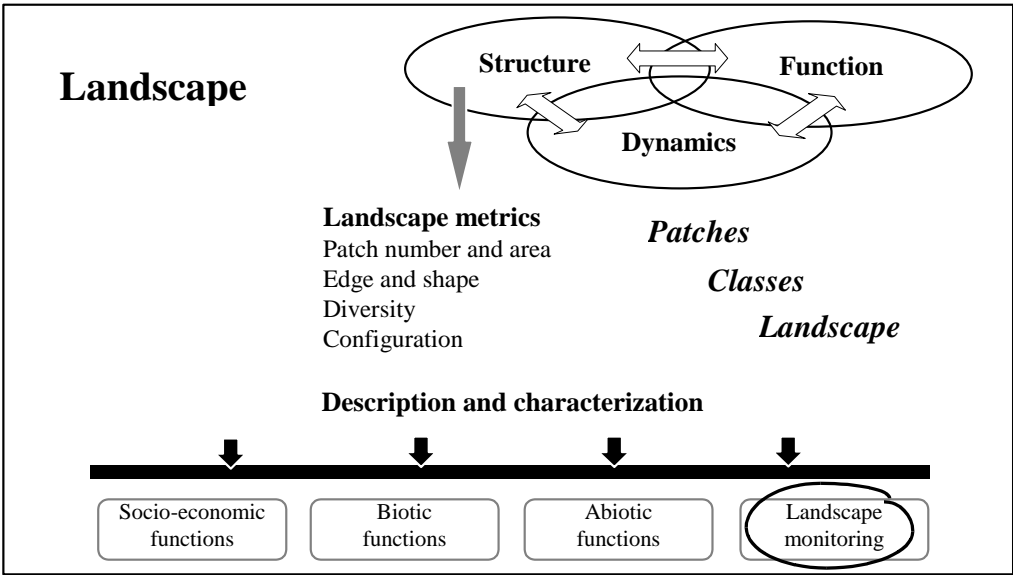 Landscape
Structure
Function
Dynamics
Landscape metrics
Patch number and area
Edge and shape
Diversity
Configuration
Patches
Classes
Landscape
Description and characterization
Socio-economic
functions
Biotic
functions
Abiotic
functions
Landscape
monitoring